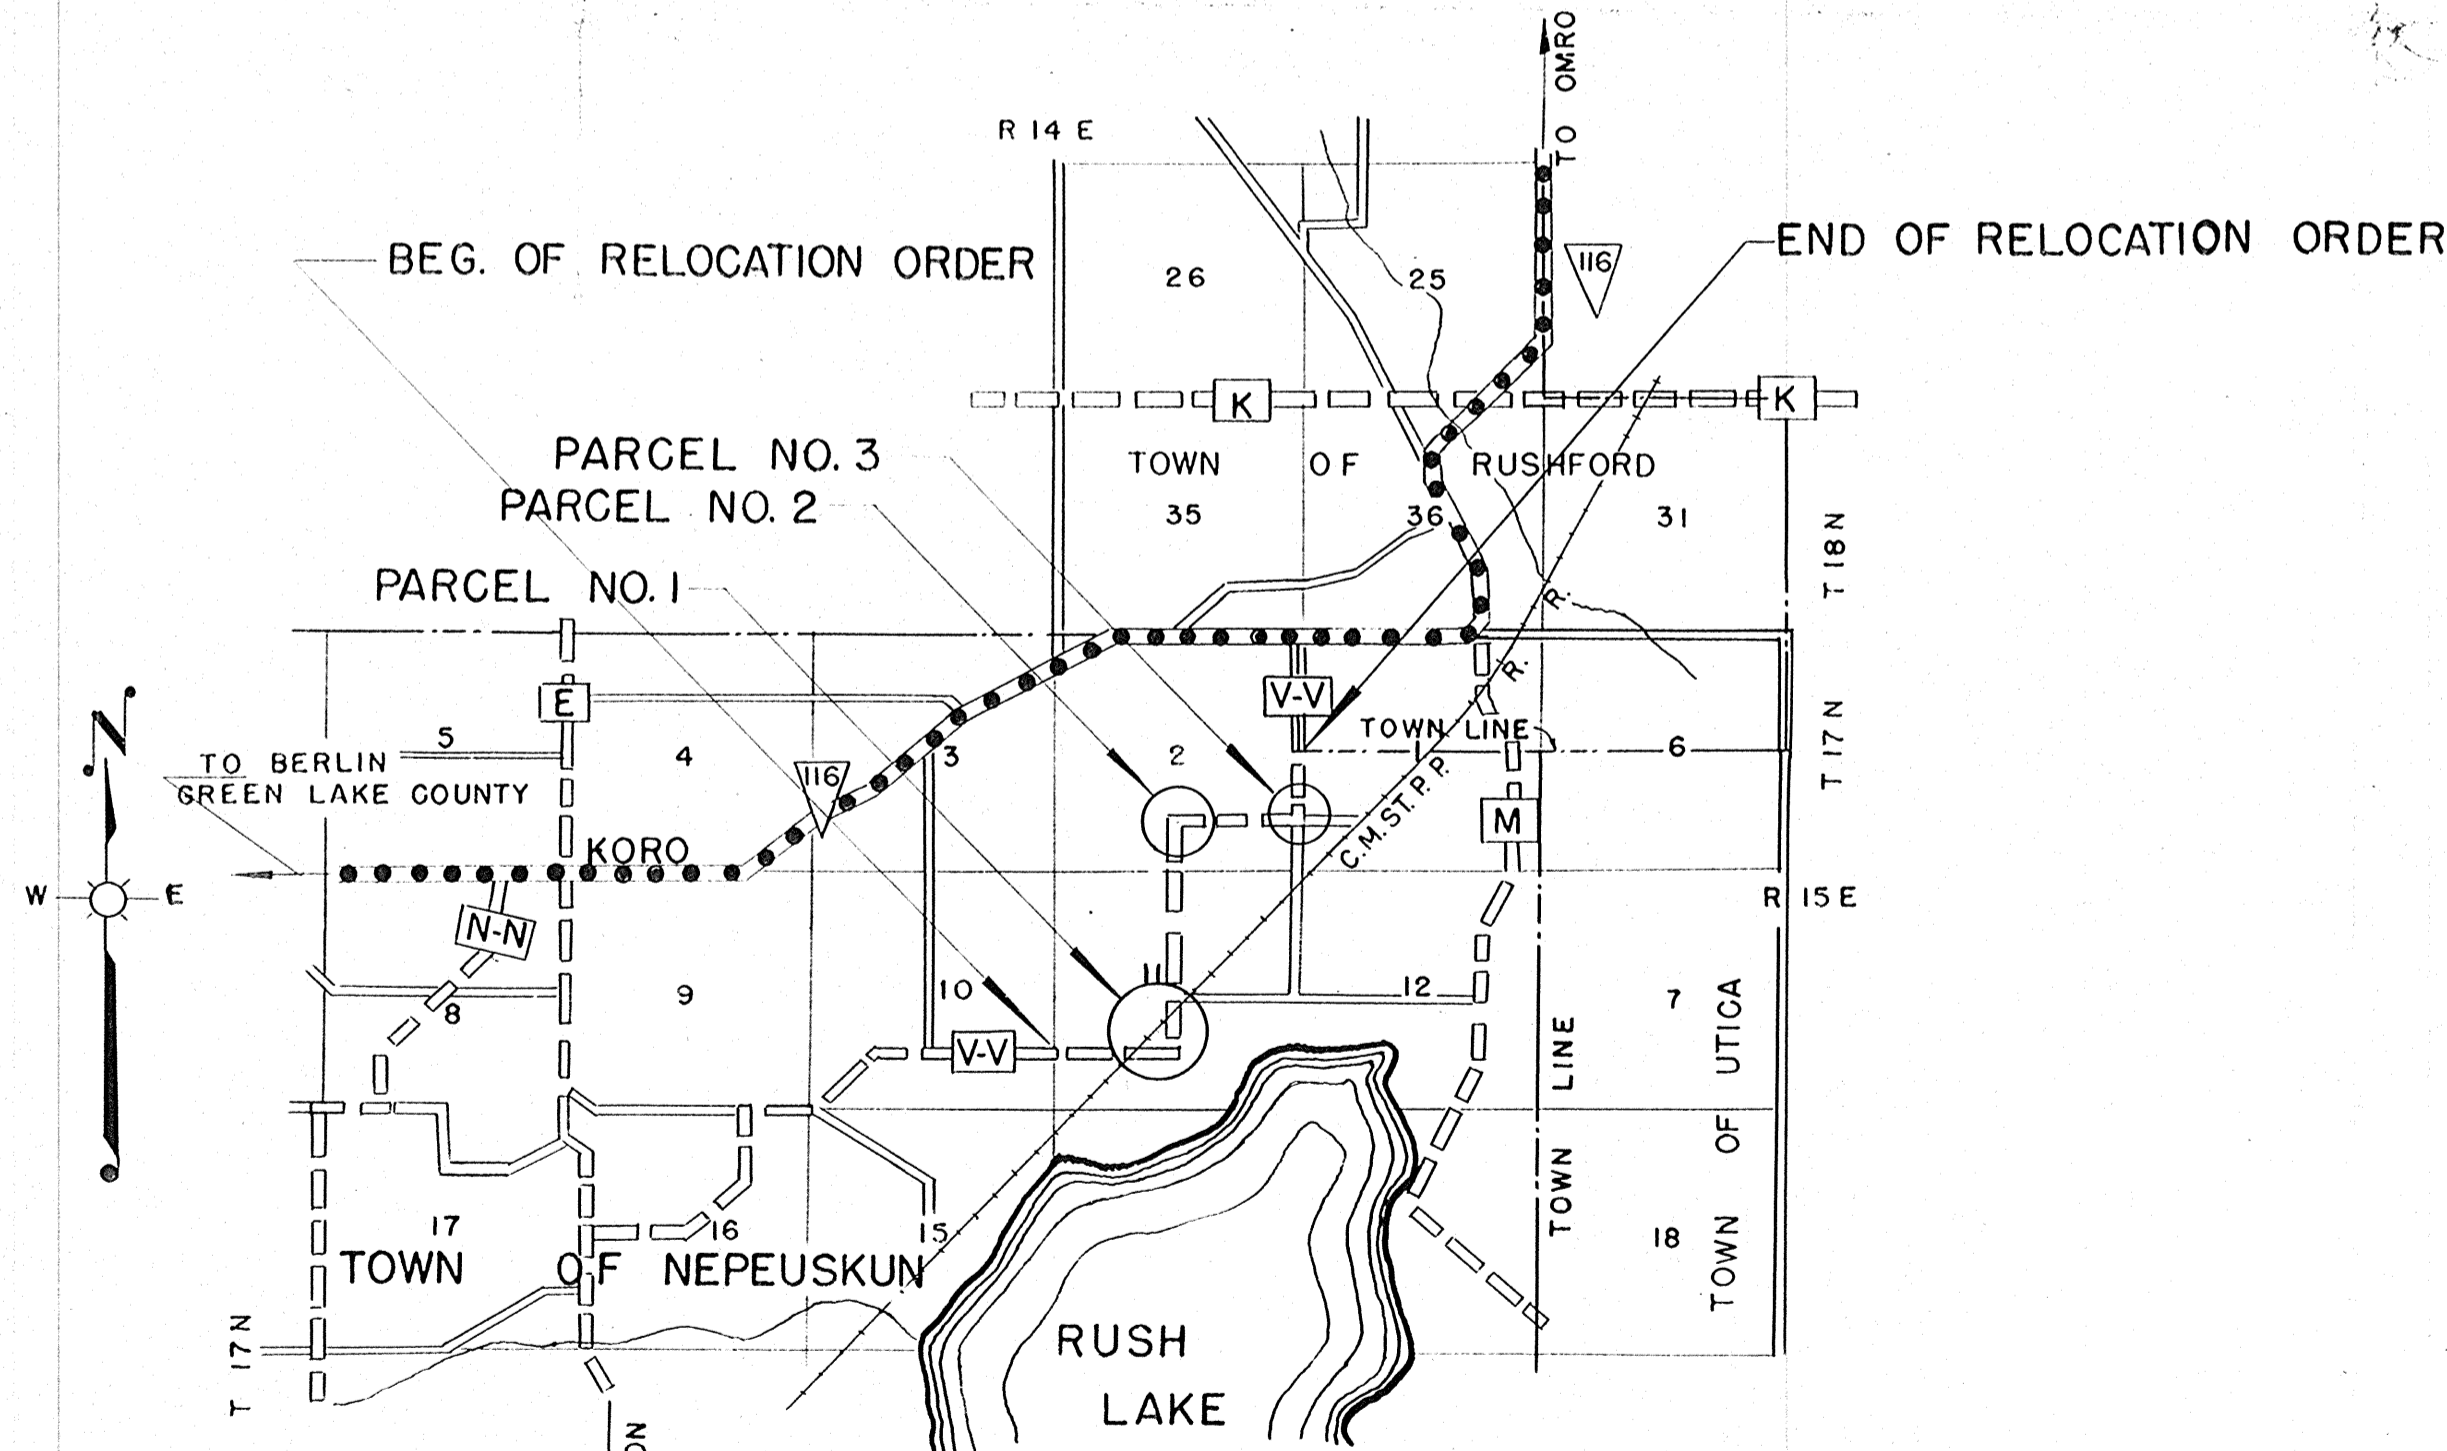 TO OMRO
R 14 E
BEG. OF RELOCATION ORDER
END OF RELOCATION ORDER
116
26
25
K
K
PARCEL NO. 3
PARCEL NO. 2
PARCEL NO. 1
TOWN OF RUSHFORD
35
36
31
T 18 N
R.
R.
E
V-V
TOWN LINE
5
4
3
2
1
6
T 17 N
TO BERLIN
GREEN LAKE COUNTY
116
KORO
C. M. ST. P. P.
M
W
E
N
R 15 E
N-N
8
9
10
11
12
7
V-V
TOWN LINE
TOWN OF UTICA
17
16
15
18
TOWN OF NEPEUSKUN
T 17 N
RUSH
LAKE